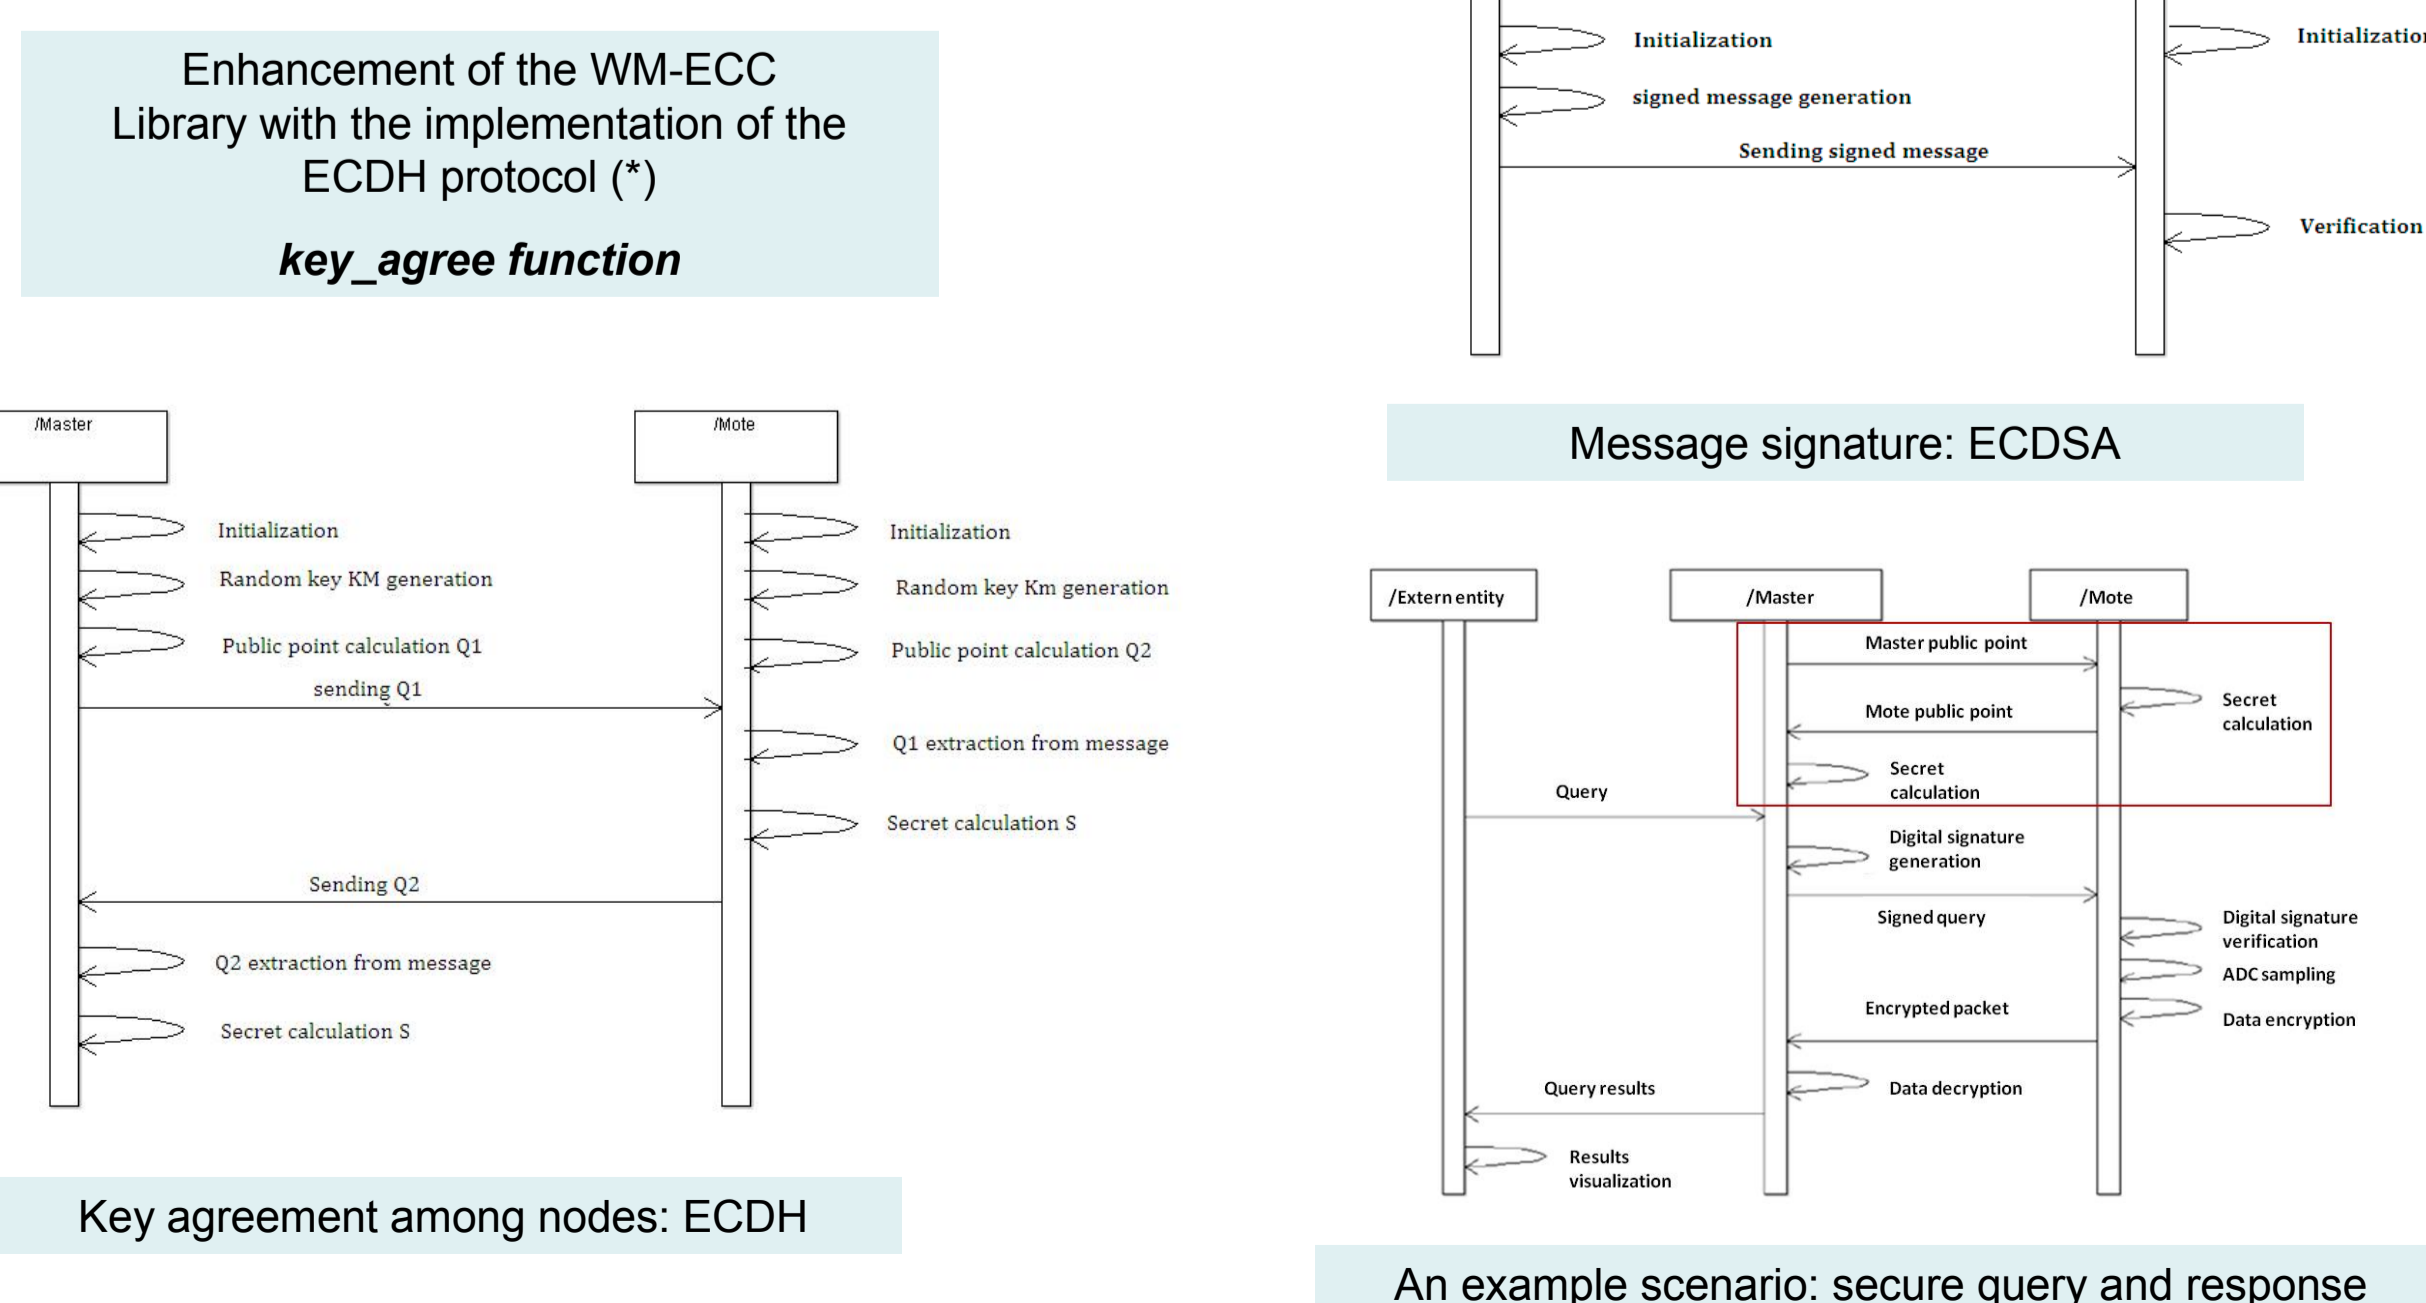 Enhancement of the WM-ECC
Library with the implementation of the
ECDH protocol (*)
key_agree function
/Master
/Mote
Initialization
Initialization
Random key KM generation
Random key Km generation
Public point calculation Q1
Public point calculation Q2
sending Q1
Q1 extraction from message
Secret calculation S
Sending Q2
Q2 extraction from message
Secret calculation S
Key agreement among nodes: ECDH
Initialization
Initialization
signed message generation
Sending signed message
Verification
Message signature: ECDSA
/Extern entity
/Master
/Mote
Master public point
Secret
calculation
Mote public point
Secret
calculation
Query
Digital signature
generation
Signed query
Digital signature
verification
ADC sampling
Encrypted packet
Data encryption
Query results
Data decryption
Results
visualization
An example scenario: secure query and response